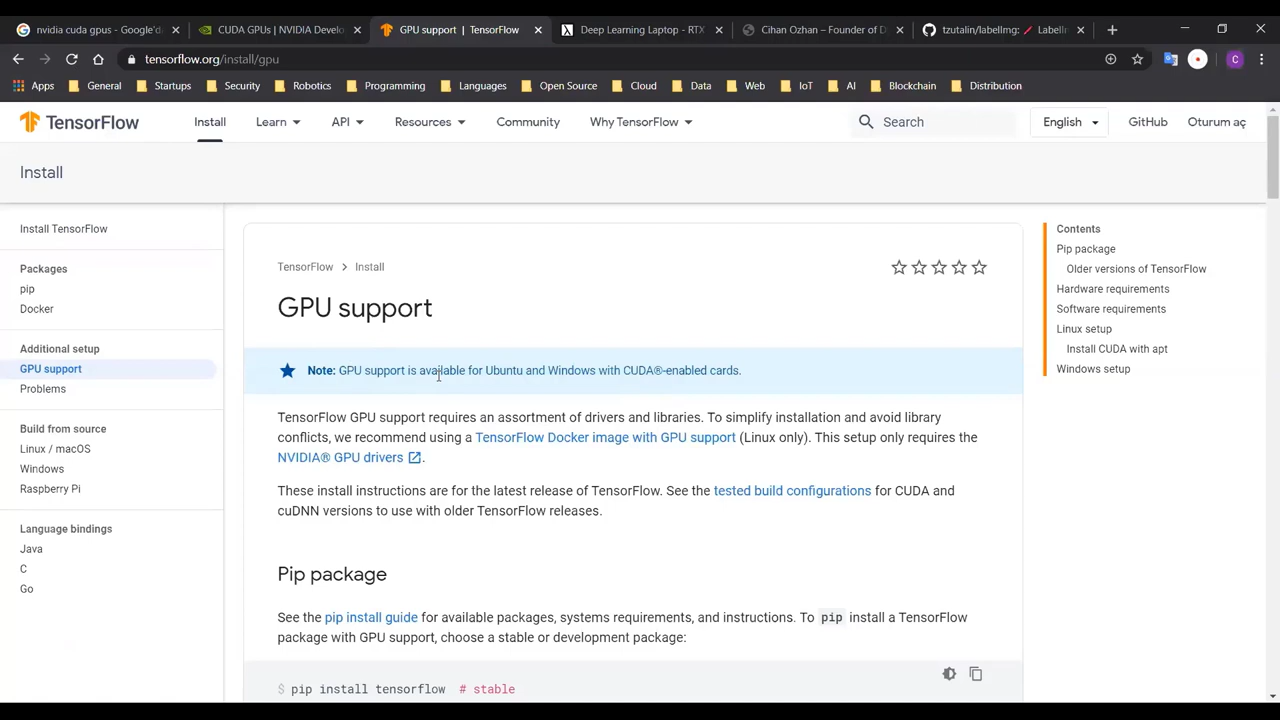 nvidia cuda gpus - Google'da
CUDA GPUs | NVIDIA Develo
GPU support | TensorFlow
Deep Learning Laptop - RTX
Cihan Ozhan – Founder of D
tzutalin/labelImg: LabelIm
tensorflow.org/install/gpu
C
Apps
General
Startups
Security
Robotics
Programming
Languages
Open Source
Cloud
Data
Web
IoT
AI
Blockchain
Distribution
TensorFlow
Install
Learn
API
Resources
Community
Why TensorFlow
Search
English
GitHub
Oturum aç
Install
Install TensorFlow
Packages
pip
Docker
Additional setup
GPU support
Problems
Build from source
Linux / macOS
Windows
Raspberry Pi
Language bindings
Java
C
Go
TensorFlow > Install
GPU support
Note: GPU support is available for Ubuntu and Windows with CUDA®-enabled cards.
TensorFlow GPU support requires an assortment of drivers and libraries. To simplify installation and avoid library
conflicts, we recommend using a TensorFlow Docker image with GPU support (Linux only). This setup only requires the
NVIDIA® GPU drivers.
These install instructions are for the latest release of TensorFlow. See the tested build configurations for CUDA and
cuDNN versions to use with older TensorFlow releases.
Pip package
See the pip install guide for available packages, systems requirements, and instructions. To pip install a TensorFlow
package with GPU support, choose a stable or development package:
$ pip install tensorflow # stable
Contents
Pip package
Older versions of TensorFlow
Hardware requirements
Software requirements
Linux setup
Install CUDA with apt
Windows setup